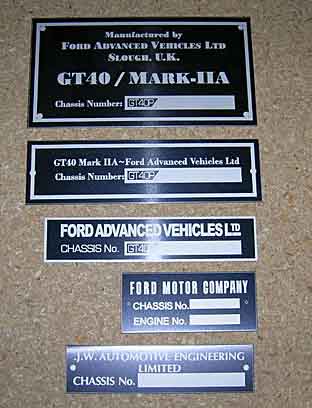 Manufactured by
FORD ADVANCED VEHICLES LTD
SLOUGH, U.K.
GT40 / MARK-IIA
Chassis Number: GT40P/
GT40 Mark IIA~Ford Advanced Vehicles Ltd
Chassis Number: GT40P/
FORD ADVANCED VEHICLES LTD
CHASSIS NO. GT40P/
FORD MOTOR COMPANY
CHASSIS No.
ENGINE No.
J.W. AUTOMOTIVE ENGINEERING
LIMITED
CHASSIS No.